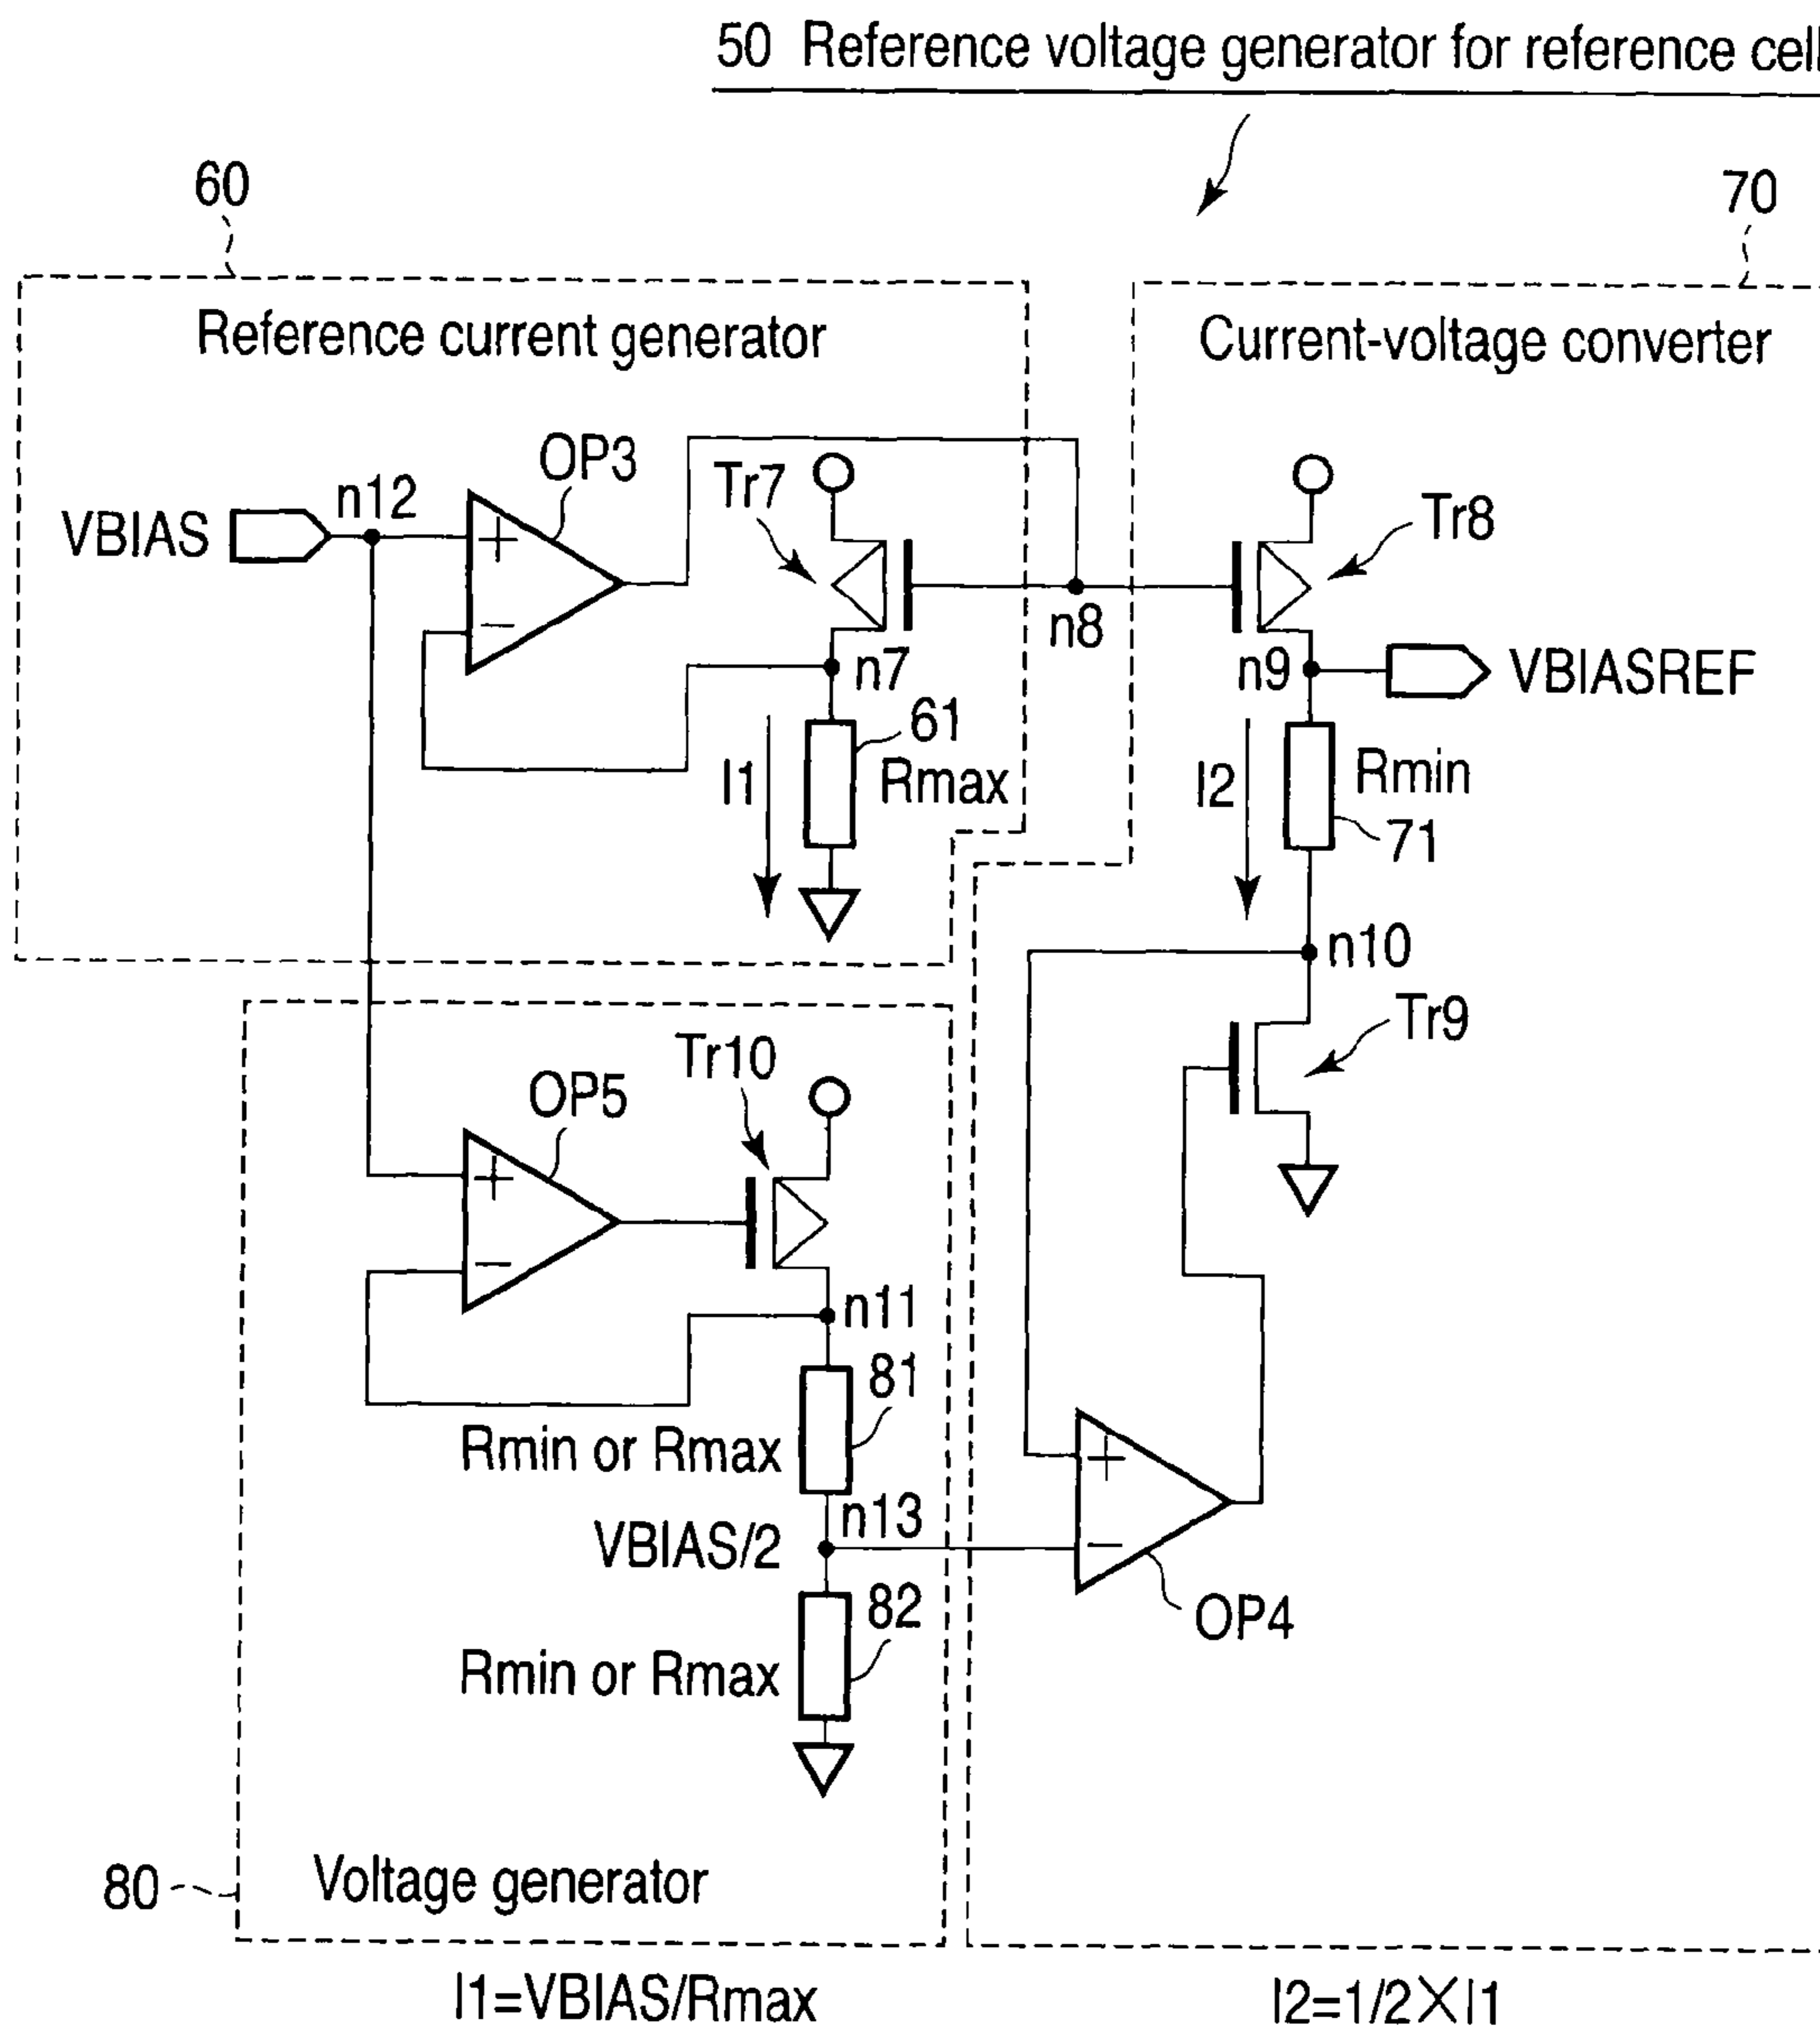 50 Reference voltage generator for reference cell
60
70
Reference current generator
Current-voltage converter
OP3
Tr7
Tr8
VBIAS
n12
+
−
n8
n7
n9
VBIASREF
61
Rmax
I1
I2
Rmin
71
n10
Tr10
Tr9
OP5
+
−
n11
81
Rmin or Rmax
n13
VBIAS/2
+
−
82
OP4
Rmin or Rmax
80
Voltage generator
I1=VBIAS/Rmax
I2=1/2×I1